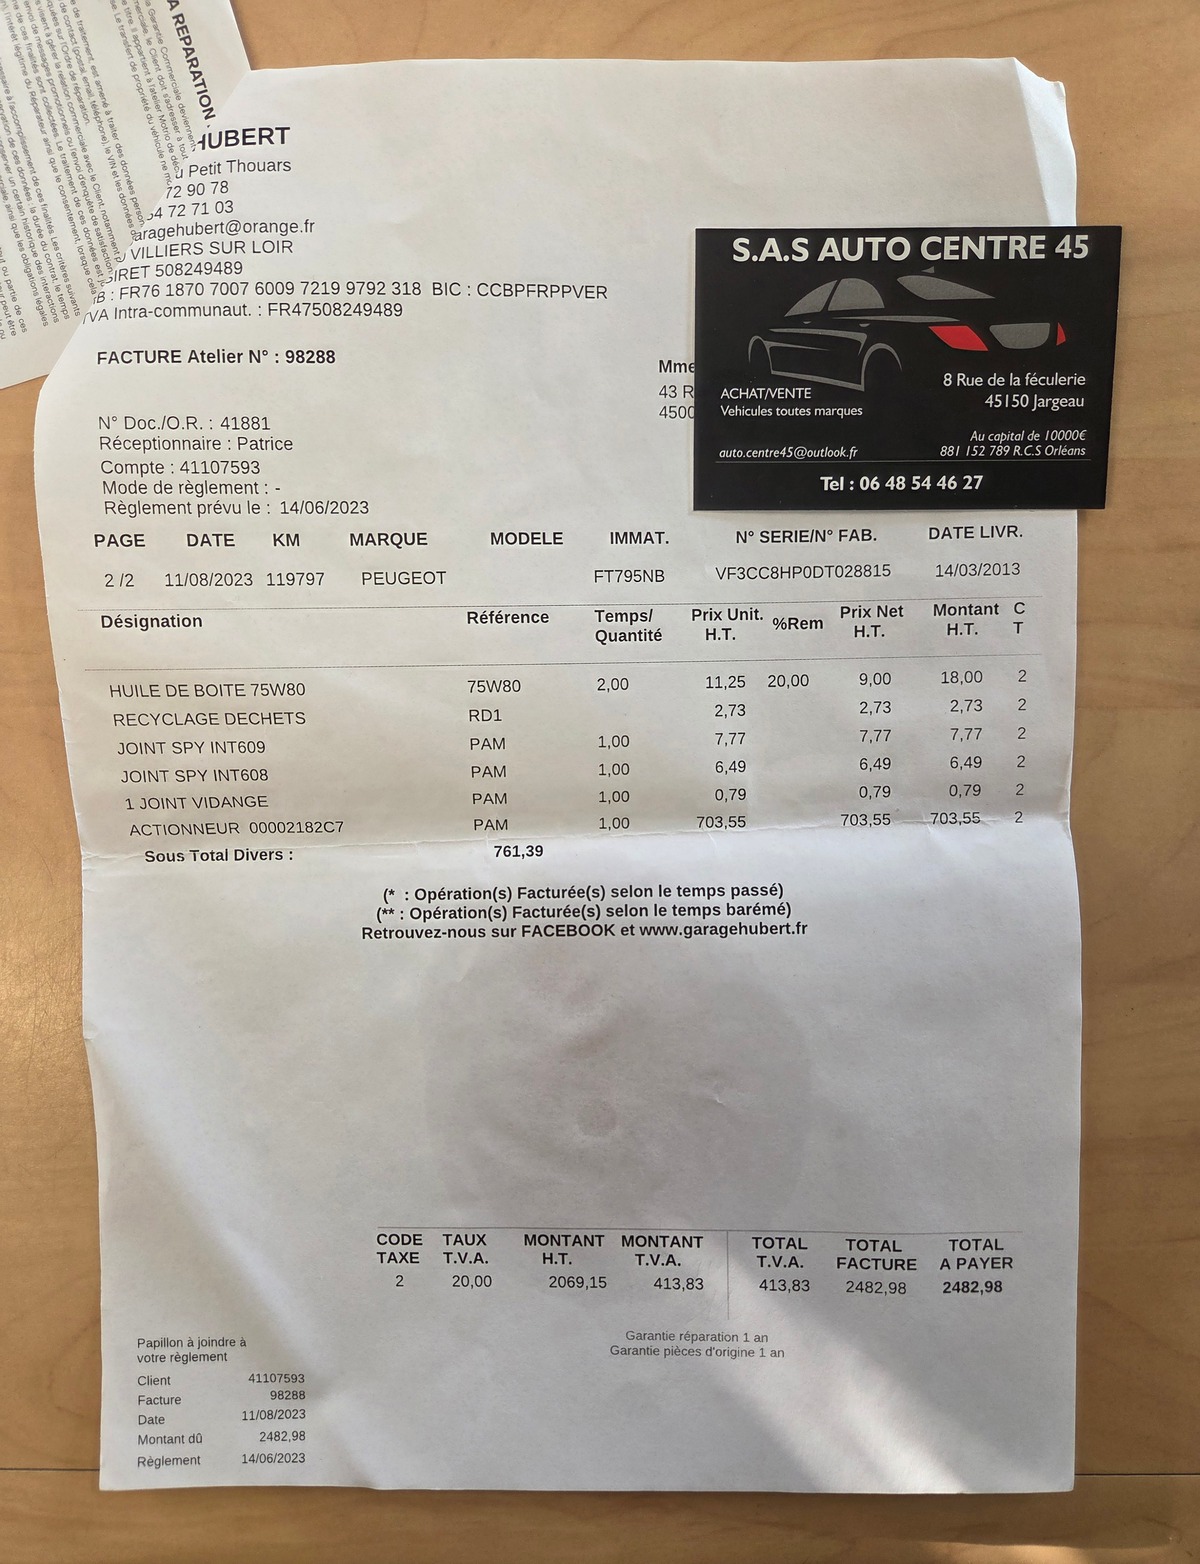 A REPARATION
HUBERT
Petit Thouars
72 90 78
54 72 71 03
aragehubert@orange.fr
VILLIERS SUR LOIR
SIRET 508249489
B : FR76 1870 7007 6009 7219 9792 318 BIC : CCBPFRPPVER
TVA Intra-communaut. : FR47508249489
FACTURE Atelier N° : 98288
Mme
43 R
4500
S.A.S AUTO CENTRE 45
ACHAT/VENTE
Vehicules toutes marques
8 Rue de la féculerie
45150 Jargeau
Au capital de 10000€
auto.centre45@outlook.fr
881 152 789 R.C.S Orléans
Tel : 06 48 54 46 27
N° Doc./O.R. : 41881
Réceptionnaire : Patrice
Compte : 41107593
Mode de règlement : -
Règlement prévu le : 14/06/2023
PAGE DATE KM MARQUE MODELE IMMAT. N° SERIE/N° FAB. DATE LIVR.
2 /2 11/08/2023 119797 PEUGEOT FT795NB VF3CC8HP0DT028815 14/03/2013
Désignation Référence Temps/ Quantité Prix Unit. H.T. %Rem Prix Net H.T. Montant H.T. C T
HUILE DE BOITE 75W80 75W80 2,00 11,25 20,00 9,00 18,00 2
RECYCLAGE DECHETS RD1 2,73 2,73 2,73 2
JOINT SPY INT609 PAM 1,00 7,77 7,77 7,77 2
JOINT SPY INT608 PAM 1,00 6,49 6,49 6,49 2
1 JOINT VIDANGE PAM 1,00 0,79 0,79 0,79 2
ACTIONNEUR 00002182C7 PAM 1,00 703,55 703,55 703,55 2
Sous Total Divers : 761,39
(* : Opération(s) Facturée(s) selon le temps passé)
(** : Opération(s) Facturée(s) selon le temps barémé)
Retrouvez-nous sur FACEBOOK et www.garagehubert.fr
CODE TAXE TAUX T.V.A. MONTANT H.T. MONTANT T.V.A. TOTAL T.V.A. TOTAL FACTURE TOTAL A PAYER
2 20,00 2069,15 413,83 413,83 2482,98 2482,98
Garantie réparation 1 an
Garantie pièces d'origine 1 an
Papillon à joindre à
votre règlement
Client 41107593
Facture 98288
Date 11/08/2023
Montant dû 2482,98
Règlement 14/06/2023